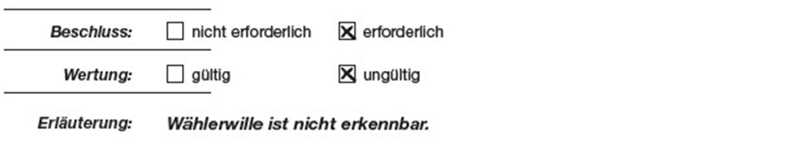 Beschluss: nicht erforderlich erforderlich
Wertung: gültig ungültig
Erläuterung: Wählerwille ist nicht erkennbar.